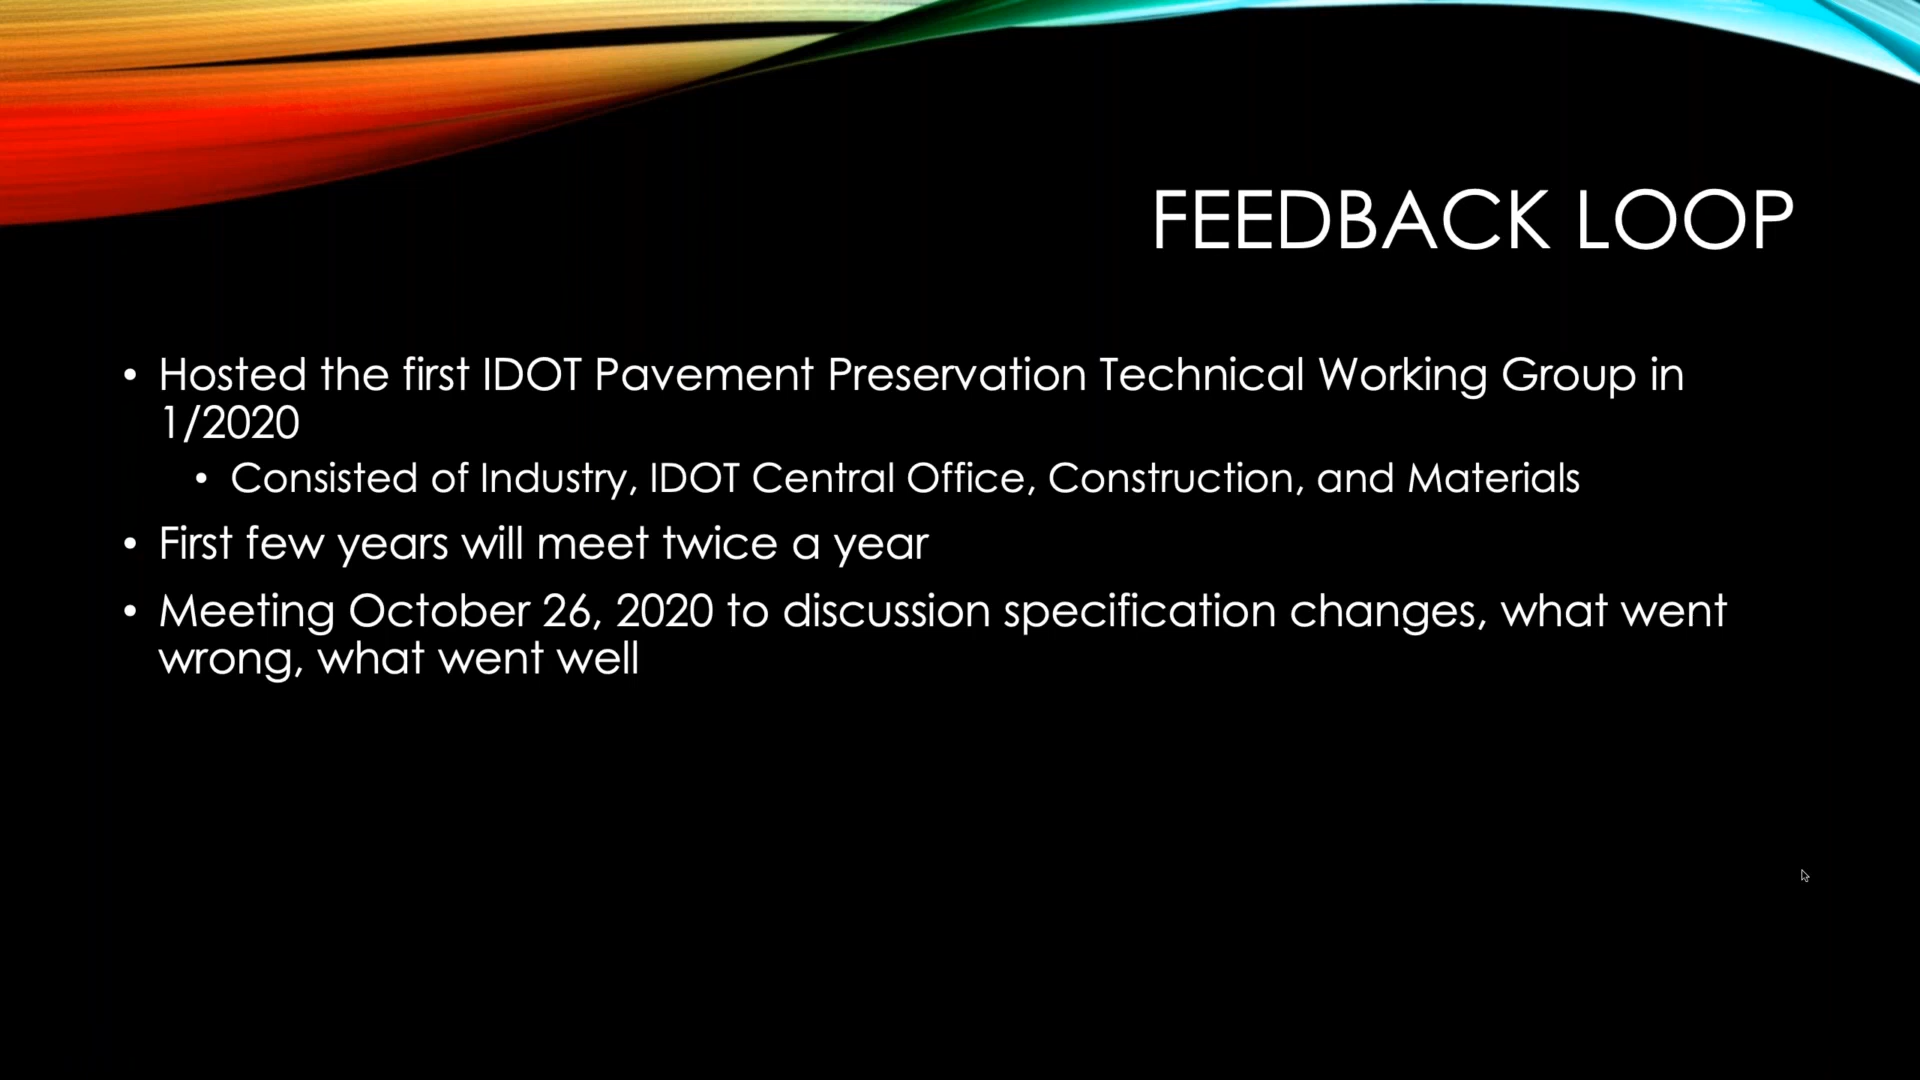 FEEDBACK LOOP
• Hosted the first IDOT Pavement Preservation Technical Working Group in
1/2020
• Consisted of Industry, IDOT Central Office, Construction, and Materials
• First few years will meet twice a year
• Meeting October 26, 2020 to discussion specification changes, what went
wrong, what went well